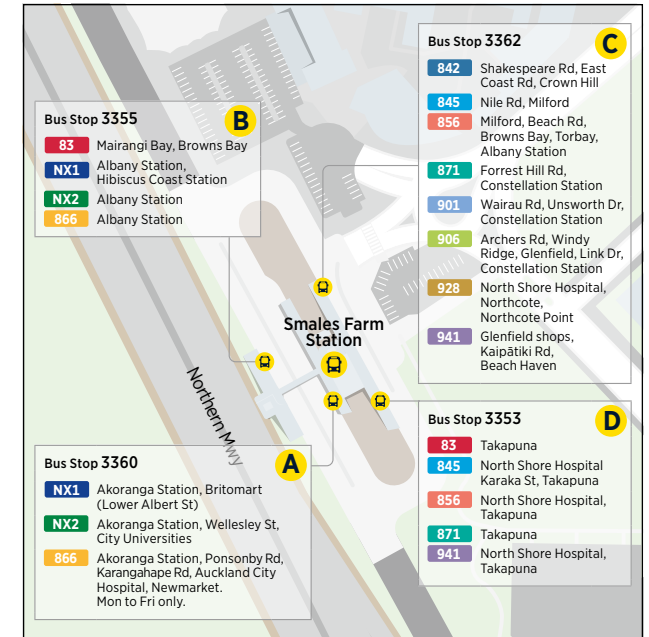 Bus Stop 3362
C
842 Shakespeare Rd, East
Coast Rd, Crown Hill
845 Nile Rd, Milford
856 Milford, Beach Rd,
Browns Bay, Torbay,
Albany Station
871 Forrest Hill Rd,
Constellation Station
901 Wairau Rd, Unsworth Dr,
Constellation Station
906 Archers Rd, Windy
Ridge, Glenfield, Link Dr,
Constellation Station
928 North Shore Hospital,
Northcote,
Northcote Point
941 Glenfield shops,
Kaipātiki Rd,
Beach Haven
Bus Stop 3355
B
83 Mairangi Bay, Browns Bay
NX1 Albany Station,
Hibiscus Coast Station
NX2 Albany Station
866 Albany Station
Smales Farm
Station
Northern Mwy
Bus Stop 3360
A
NX1 Akoranga Station, Britomart
(Lower Albert St)
NX2 Akoranga Station, Wellesley St,
City Universities
866 Akoranga Station, Ponsonby Rd,
Karangahape Rd, Auckland City
Hospital, Newmarket.
Mon to Fri only.
Bus Stop 3353
D
83 Takapuna
845 North Shore Hospital
Karaka St, Takapuna
856 North Shore Hospital,
Takapuna
871 Takapuna
941 North Shore Hospital,
Takapuna